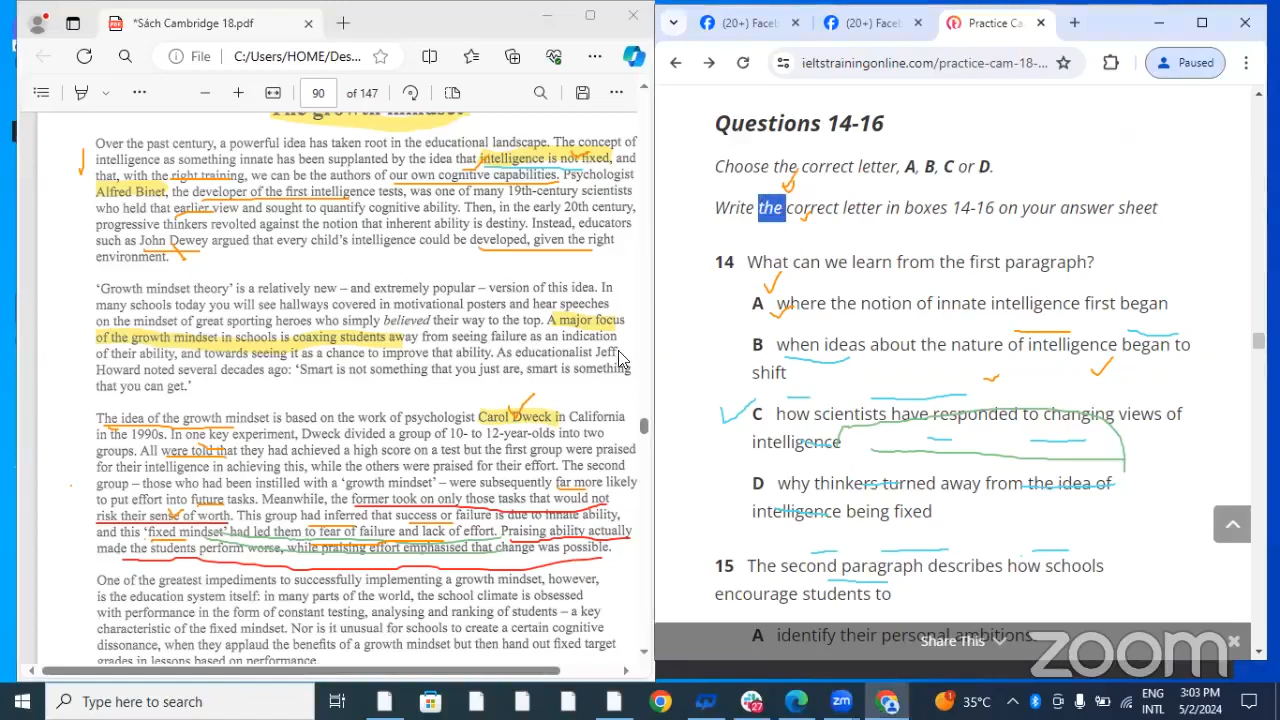 *Sách Cambridge 18.pdf
File
C:/Users/HOME/Des...
90 of 147
The growth mindset
Over the past century, a powerful idea has taken root in the educational landscape. The concept of
intelligence as something innate has been supplanted by the idea that intelligence is not fixed, and
that, with the right training, we can be the authors of our own cognitive capabilities. Psychologist
Alfred Binet, the developer of the first intelligence tests, was one of many 19th-century scientists
who held that earlier view and sought to quantify cognitive ability. Then, in the early 20th century,
progressive thinkers revolted against the notion that inherent ability is destiny. Instead, educators
such as John Dewey argued that every child's intelligence could be developed, given the right
environment.
'Growth mindset theory' is a relatively new – and extremely popular – version of this idea. In
many schools today you will see hallways covered in motivational posters and hear speeches
on the mindset of great sporting heroes who simply believed their way to the top. A major focus
of the growth mindset in schools is coaxing students away from seeing failure as an indication
of their ability, and towards seeing it as a chance to improve that ability. As educationalist Jeff
Howard noted several decades ago: 'Smart is not something that you just are, smart is something
that you can get.'
The idea of the growth mindset is based on the work of psychologist Carol Dweck in California
in the 1990s. In one key experiment, Dweck divided a group of 10- to 12-year-olds into two
groups. All were told that they had achieved a high score on a test but the first group were praised
for their intelligence in achieving this, while the others were praised for their effort. The second
group – those who had been instilled with a 'growth mindset' – were subsequently far more likely
to put effort into future tasks. Meanwhile, the former took on only those tasks that would not
risk their sense of worth. This group had inferred that success or failure is due to innate ability,
and this 'fixed mindset' had led them to fear of failure and lack of effort. Praising ability actually
made the students perform worse, while praising effort emphasised that change was possible.
One of the greatest impediments to successfully implementing a growth mindset, however,
is the education system itself: in many parts of the world, the school climate is obsessed
with performance in the form of constant testing, analysing and ranking of students – a key
characteristic of the fixed mindset. Nor is it unusual for schools to create a certain cognitive
dissonance, when they applaud the benefits of a growth mindset but then hand out fixed target
grades in lessons based on performance.
(20+) Faceb
(20+) Faceb
Practice Ca
ieltstrainingonline.com/practice-cam-18-...
Paused
Questions 14-16
Choose the correct letter, A, B, C or D.
Write the correct letter in boxes 14-16 on your answer sheet
14 What can we learn from the first paragraph?
A where the notion of innate intelligence first began
B when ideas about the nature of intelligence began to
shift
C how scientists have responded to changing views of
intelligence
D why thinkers turned away from the idea of
intelligence being fixed
15 The second paragraph describes how schools
encourage students to
A identify their personal ambitions.
Share This
zoom
Type here to search
27
zm
35°C
ENG
INTL
3:03 PM
5/2/2024